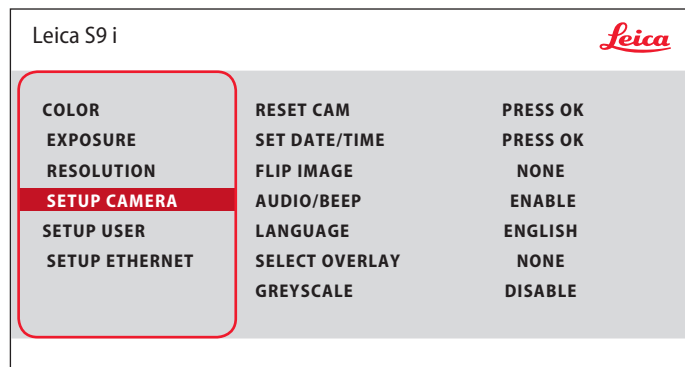 Leica S9 i
Leica
COLOR RESET CAM PRESS OK
EXPOSURE SET DATE/TIME PRESS OK
RESOLUTION FLIP IMAGE NONE
SETUP CAMERA AUDIO/BEEP ENABLE
SETUP USER LANGUAGE ENGLISH
SETUP ETHERNET SELECT OVERLAY NONE
GREYSCALE DISABLE